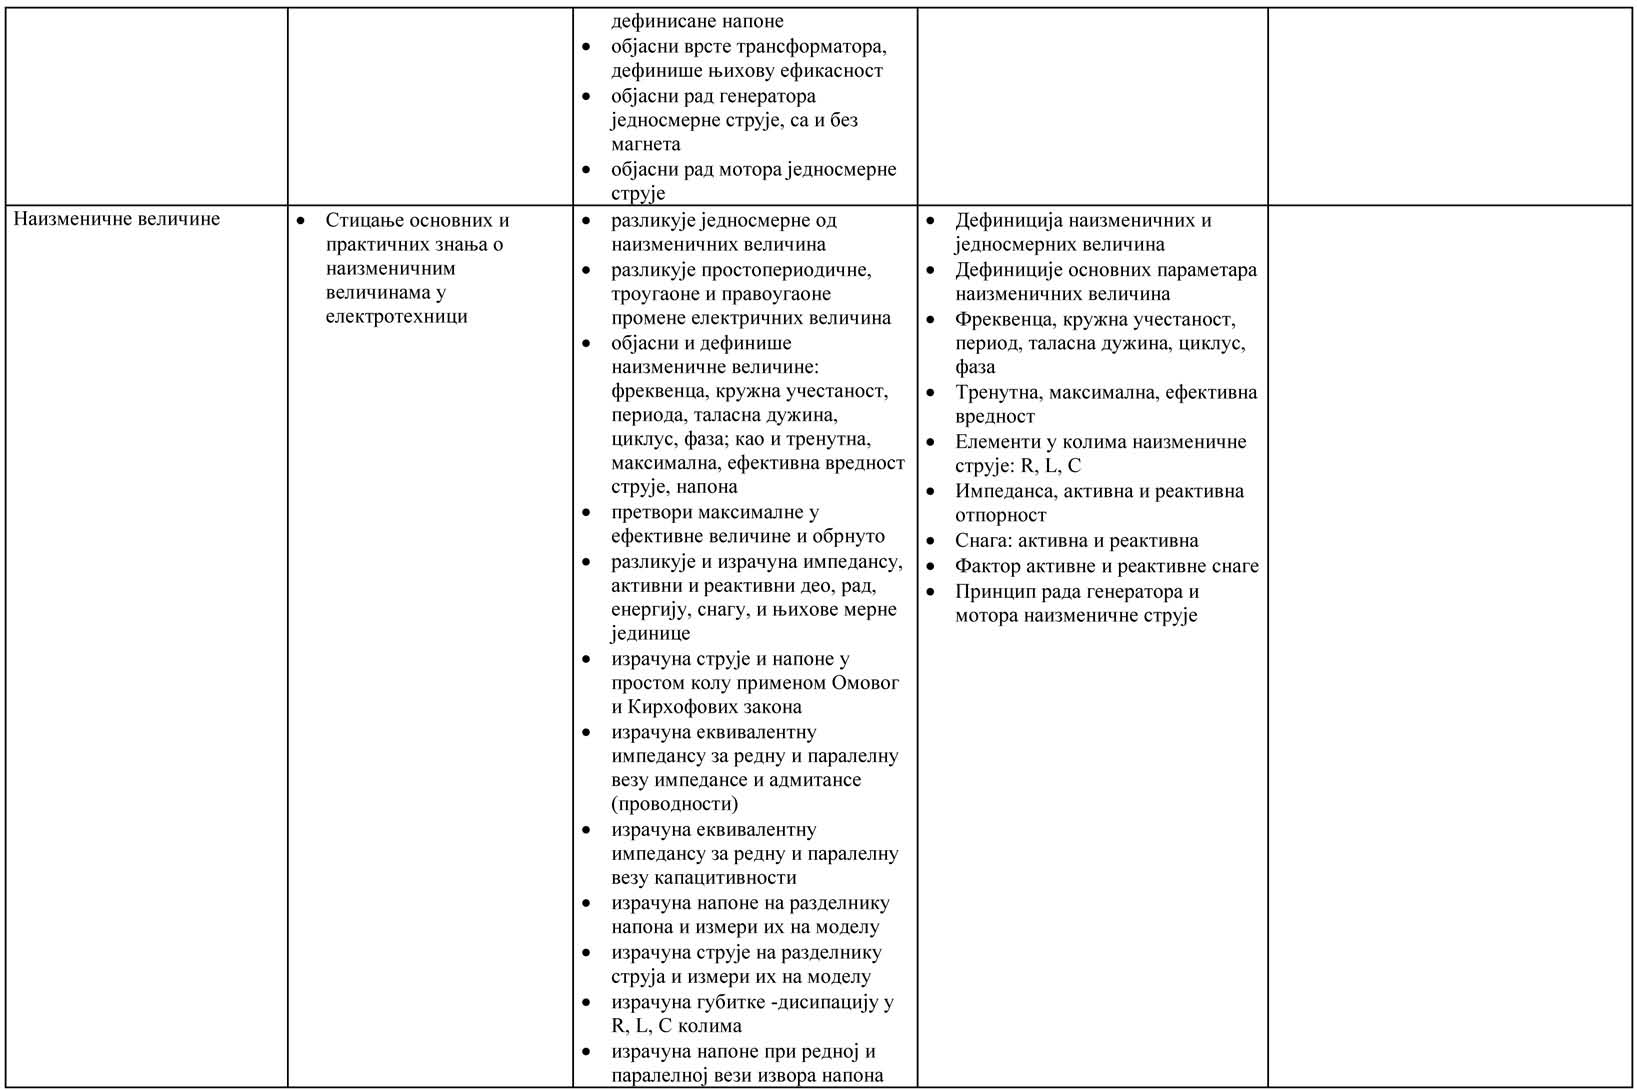 дефинисане напоне
• објасни врсте трансформатора,
дефинише њихову ефикасност
• објасни рад генератора
једносмерне струје, са и без
магнета
• објасни рад мотора једносмерне
струје
Наизменичне величине
• Стицање основних и
практичних знања о
наизменичним
величинама у
електротехници
• разликује једносмерне од
наизменичних величина
• разликује простопериодичне,
троугаоне и правоугаоне
промене електричних величина
• објасни и дефинише
наизменичне величине:
фреквенца, кружна учестаност,
периода, таласна дужина,
циклус, фаза; као и тренутна,
максимална, ефективна вредност
струје, напона
• претвори максималне у
ефективне величине и обрнуто
• разликује и израчуна импедансу,
активни и реактивни део, рад,
енергију, снагу, и њихове мерне
јединице
• израчуна струје и напоне у
простом колу применом Омовог
и Кирхофових закона
• израчуна еквивалентну
импедансу за редну и паралелну
везу импедансе и адмитансе
(проводности)
• израчуна еквивалентну
импедансу за редну и паралелну
везу капацитивности
• израчуна напоне на разделнику
напона и измери их на моделу
• израчуна струје на разделнику
струја и измери их на моделу
• израчуна губитке -дисипацију у
R, L, C колима
• израчуна напоне при редној и
паралелној вези извора напона
• Дефиниција наизменичних и
једносмерних величина
• Дефиниције основних параметара
наизменичних величина
• Фреквенца, кружна учестаност,
период, таласна дужина, циклус,
фаза
• Тренутна, максимална, ефективна
вредност
• Елементи у колима наизменичне
струје: R, L, C
• Импеданса, активна и реактивна
отпорност
• Снага: активна и реактивна
• Фактор активне и реактивне снаге
• Принцип рада генератора и
мотора наизменичне струје